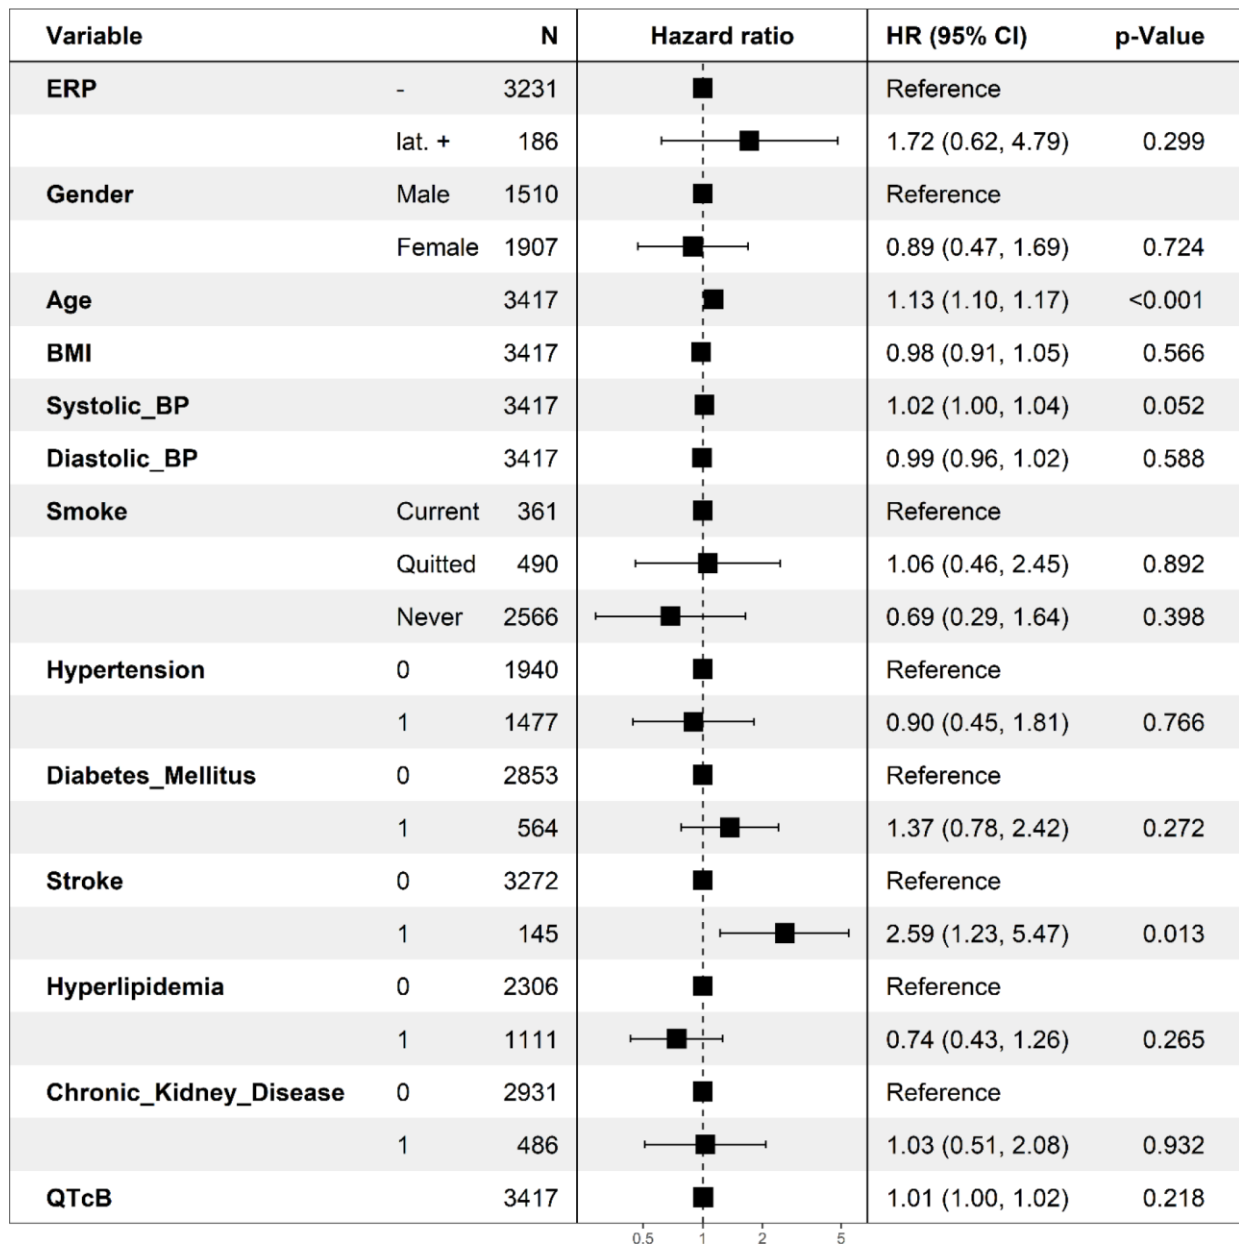 Variable N Hazard ratio HR (95% CI) p-Value
ERP - 3231 Reference
lat. + 186 1.72 (0.62, 4.79) 0.299
Gender Male 1510 Reference
Female 1907 0.89 (0.47, 1.69) 0.724
Age 3417 1.13 (1.10, 1.17) <0.001
BMI 3417 0.98 (0.91, 1.05) 0.566
Systolic_BP 3417 1.02 (1.00, 1.04) 0.052
Diastolic_BP 3417 0.99 (0.96, 1.02) 0.588
Smoke Current 361 Reference
Quitted 490 1.06 (0.46, 2.45) 0.892
Never 2566 0.69 (0.29, 1.64) 0.398
Hypertension 0 1940 Reference
1 1477 0.90 (0.45, 1.81) 0.766
Diabetes_Mellitus 0 2853 Reference
1 564 1.37 (0.78, 2.42) 0.272
Stroke 0 3272 Reference
1 145 2.59 (1.23, 5.47) 0.013
Hyperlipidemia 0 2306 Reference
1 1111 0.74 (0.43, 1.26) 0.265
Chronic_Kidney_Disease 0 2931 Reference
1 486 1.03 (0.51, 2.08) 0.932
QTcB 3417 1.01 (1.00, 1.02) 0.218
0.5 1 2 5